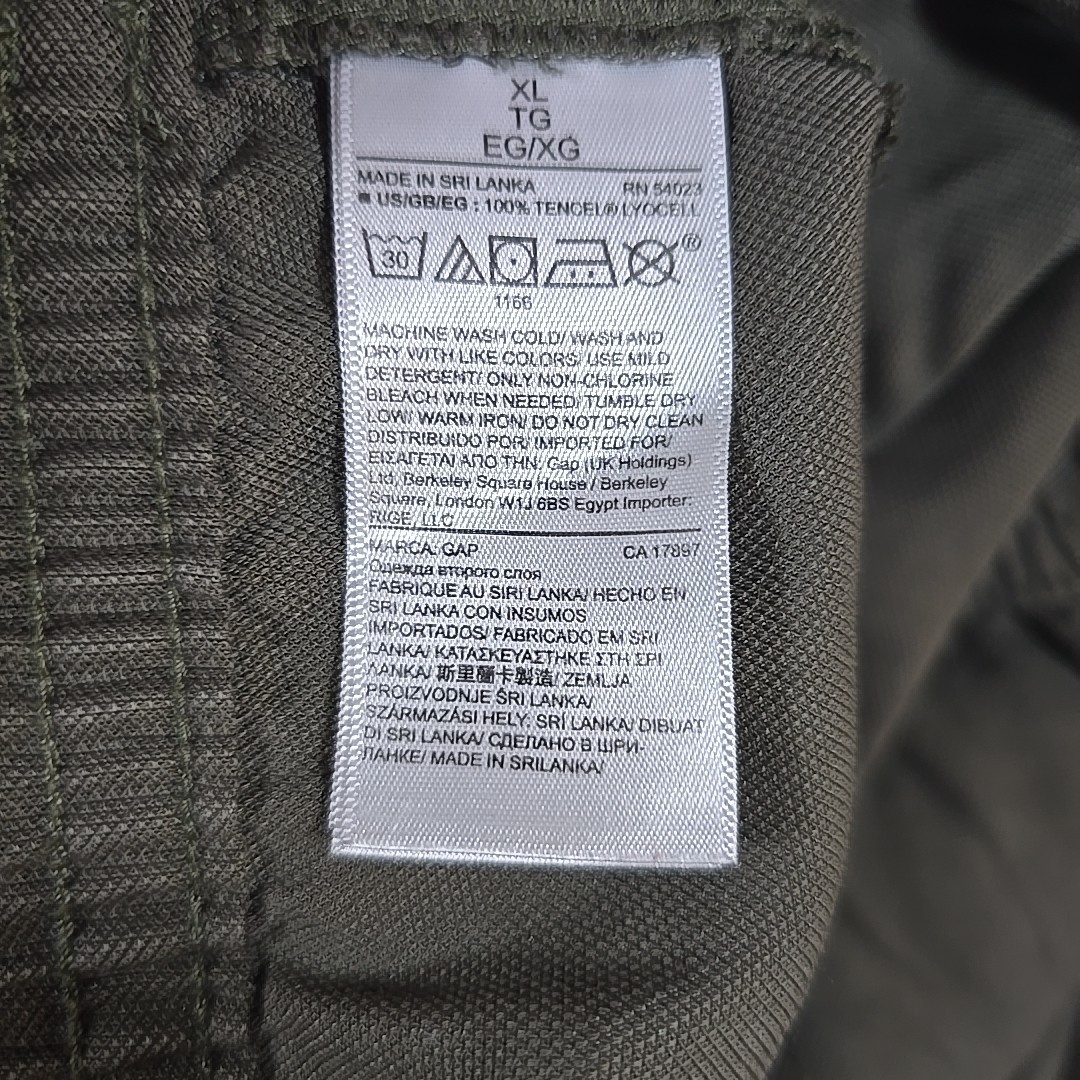 XL
TG
EG/XG
MADE IN SRI LANKA RN 54023
US/GB/EG : 100% TENCEL® LYOCELL
30 ®
1166
MACHINE WASH COLD/ WASH AND
DRY WITH LIKE COLORS, USE MILD
DETERGENT/ ONLY NON-CHLORINE
BLEACH WHEN NEEDED/ TUMBLE DRY
LOW/ WARM IRON/ DO NOT DRY CLEAN
DISTRIBUIDO POR/ IMPORTED FOR/
ΕΙΣΑΓΕΤΑΙ ΑΠΟ ΤΗΝ: Gap (UK Holdings)
Ltd, Berkeley Square House / Berkeley
Square, London W1J 6BS Egypt Importer:
RIGE, LLC
MARCA: GAP CA 17897
Одежда второго слоя
FABRIQUE AU SIRI LANKA/ HECHO EN
SRI LANKA CON INSUMOS
IMPORTADOS/ FABRICADO EM SRI
LANKA/ ΚΑΤΑΣΚΕΥΑΣΤΗΚΕ ΣΤΗ ΣΡΙ
ΛΑΝΚΑ/ 斯里蘭卡製造/ ZEMLJA
PROIZVODNJE ŠRI LANKA/
SZÁRMAZÁSI HELY: SRÍ LANKA/ DIBUAT
DI SRI LANKA/ СДЕЛАНО В ШРИ-
ЛАНКЕ/ MADE IN SRILANKA/